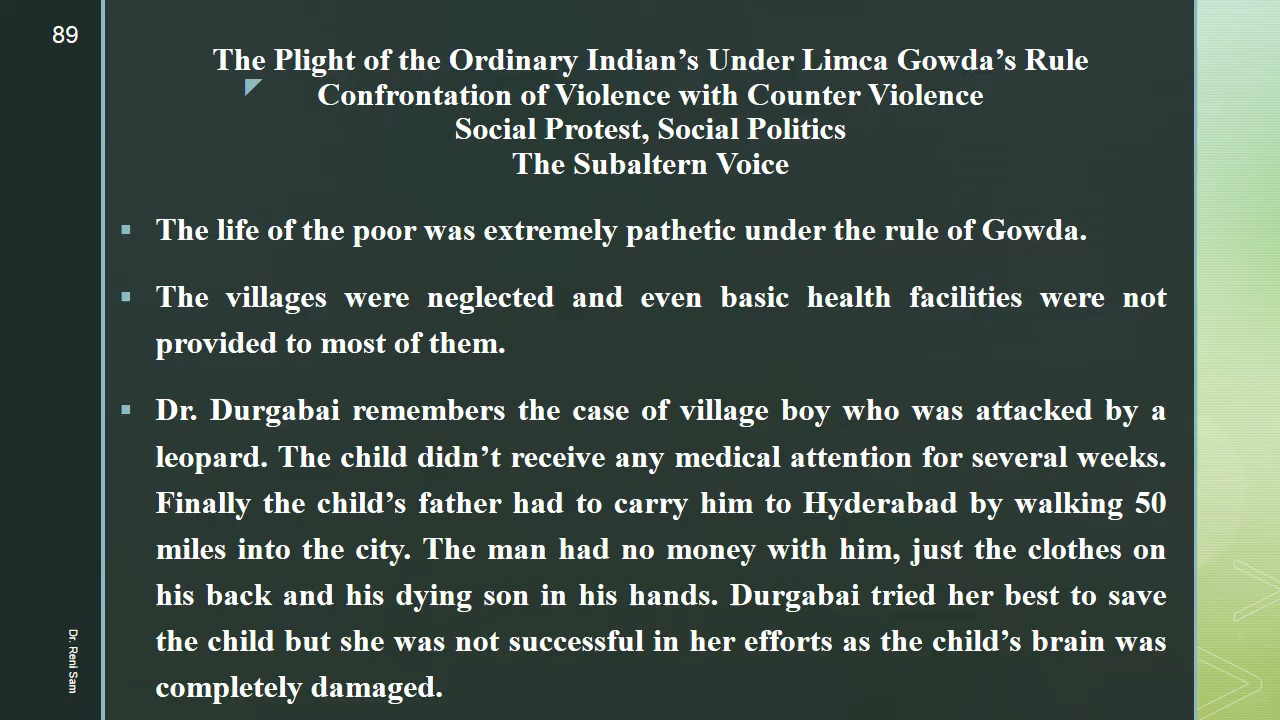 89
The Plight of the Ordinary Indian’s Under Limca Gowda’s Rule
Confrontation of Violence with Counter Violence
Social Protest, Social Politics
The Subaltern Voice
▪ The life of the poor was extremely pathetic under the rule of Gowda.
▪ The villages were neglected and even basic health facilities were not
provided to most of them.
▪ Dr. Durgabai remembers the case of village boy who was attacked by a
leopard. The child didn’t receive any medical attention for several weeks.
Finally the child’s father had to carry him to Hyderabad by walking 50
miles into the city. The man had no money with him, just the clothes on
his back and his dying son in his hands. Durgabai tried her best to save
the child but she was not successful in her efforts as the child’s brain was
completely damaged.
Dr. Reni Sam